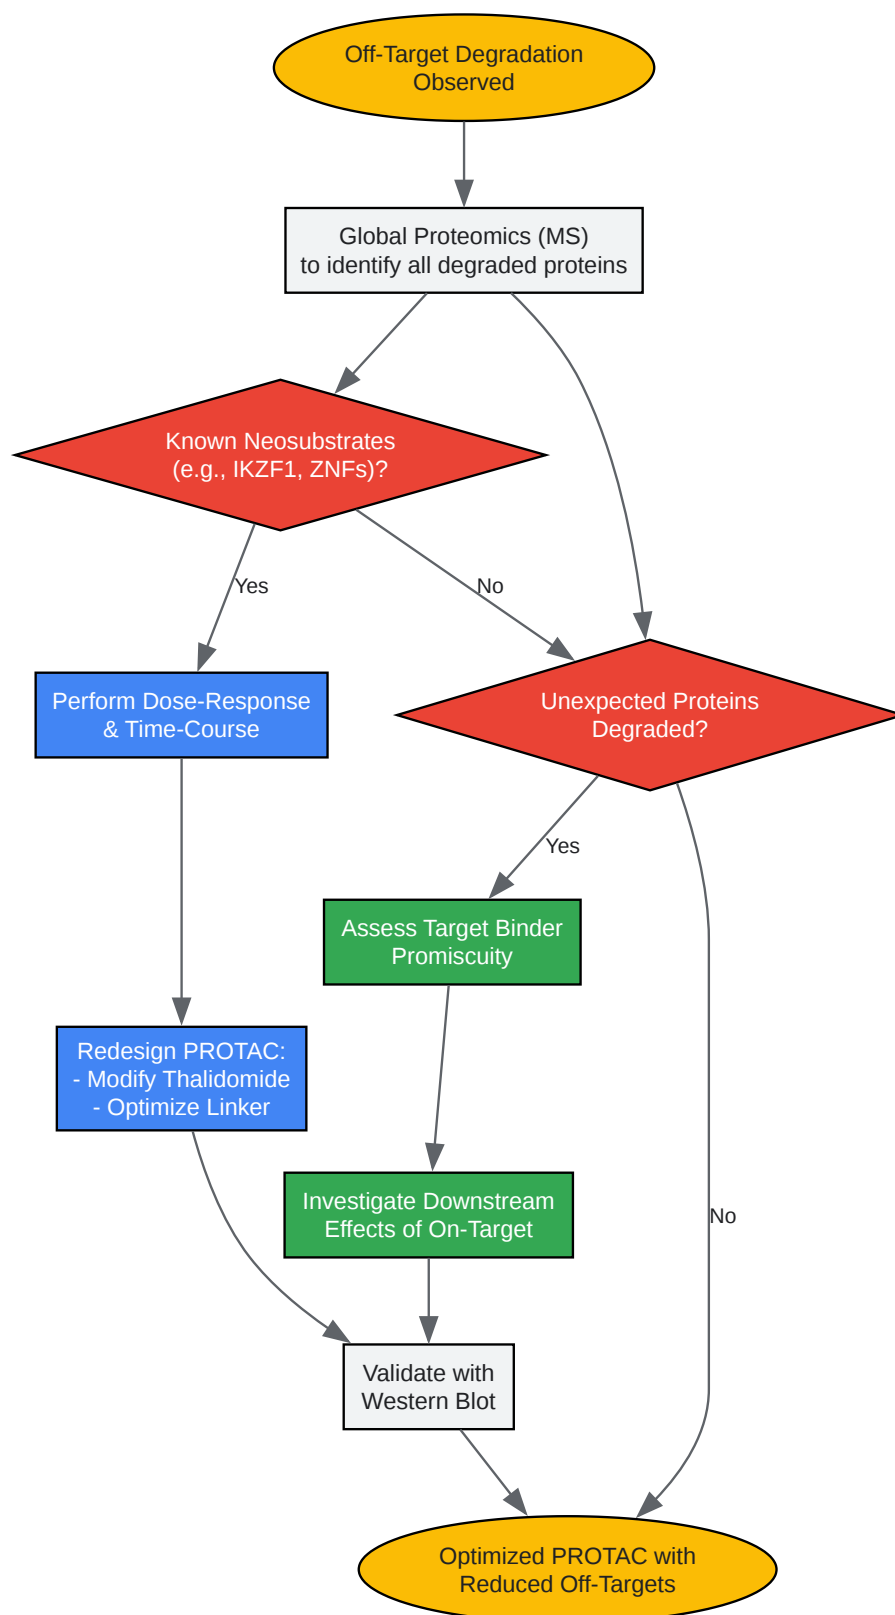 Off-Target Degradation
Observed
Global Proteomics (MS)
to identify all degraded proteins
Known Neosubstrates
(e.g., IKZF1, ZNFs)?
Yes
No
Perform Dose-Response
& Time-Course
Unexpected Proteins
Degraded?
Yes
Assess Target Binder
Promiscuity
Redesign PROTAC:
- Modify Thalidomide
- Optimize Linker
Investigate Downstream
Effects of On-Target
No
Validate with
Western Blot
Optimized PROTAC with
Reduced Off-Targets